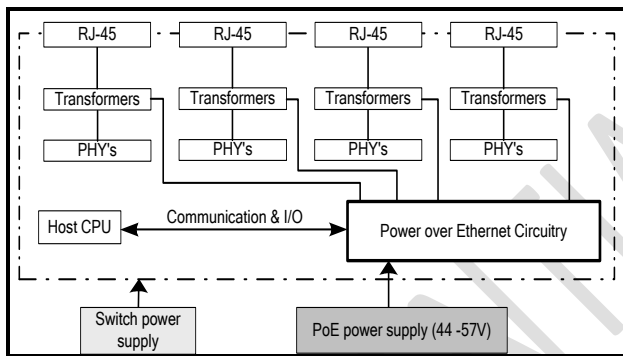 RJ-45 RJ-45 RJ-45 RJ-45
Transformers Transformers Transformers Transformers
PHY's PHY's PHY's PHY's
Communication & I/O
Host CPU
Power over Ethernet Circuitry
Switch power
supply
PoE power supply (44 -57V)